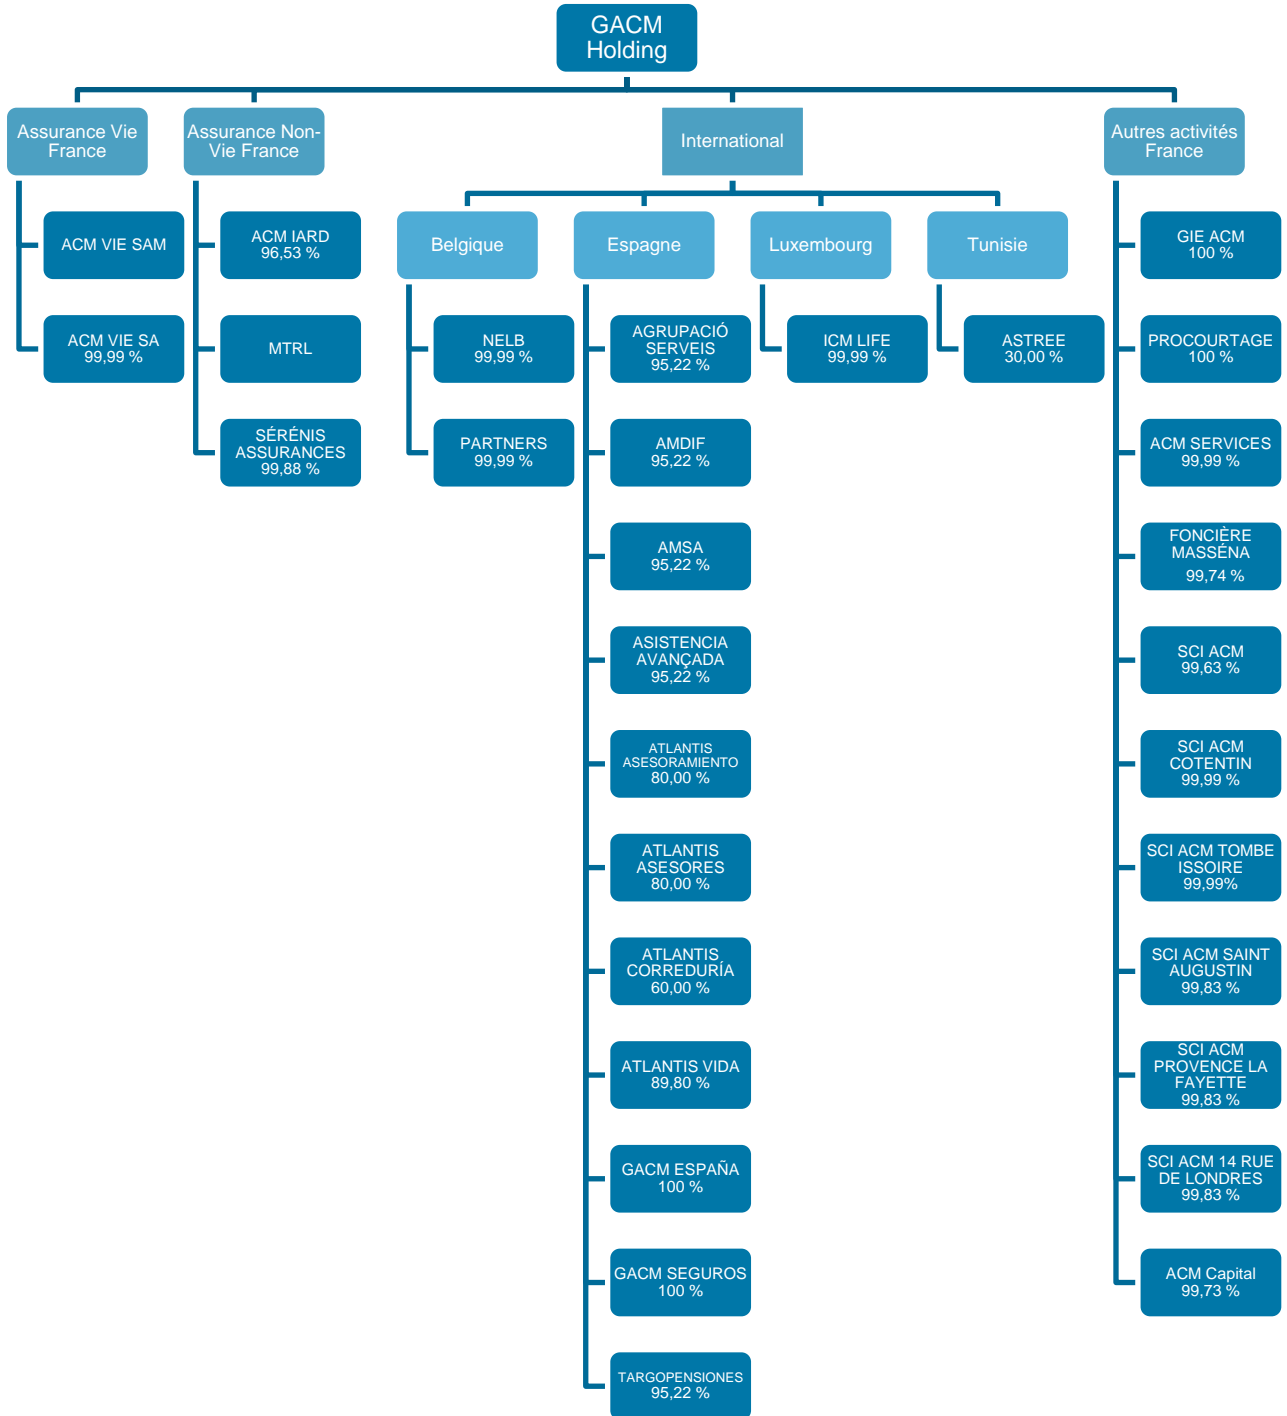 GACM
Holding
Assurance Vie
France
Assurance Non-
Vie France
International
Autres activités
France
ACM VIE SAM
ACM VIE SA
99,99 %
ACM IARD
96,53 %
MTRL
SÉRÉNIS
ASSURANCES
99,88 %
Belgique
NELB
99,99 %
PARTNERS
99,99 %
Espagne
AGRUPACIÓ
SERVEIS
95,22 %
AMDIF
95,22 %
AMSA
95,22 %
ASISTENCIA
AVANÇADA
95,22 %
ATLANTIS
ASESORAMIENTO
80,00 %
ATLANTIS
ASESORES
80,00 %
ATLANTIS
CORREDURÍA
60,00 %
ATLANTIS VIDA
89,80 %
GACM ESPAÑA
100 %
GACM SEGUROS
100 %
TARGOPENSIONES
95,22 %
Luxembourg
ICM LIFE
99,99 %
Tunisie
ASTREE
30,00 %
GIE ACM
100 %
PROCOURTAGE
100 %
ACM SERVICES
99,99 %
FONCIÈRE
MASSÉNA
99,74 %
SCI ACM
99,63 %
SCI ACM
COTENTIN
99,99 %
SCI ACM TOMBE
ISSOIRE
99,99%
SCI ACM SAINT
AUGUSTIN
99,83 %
SCI ACM
PROVENCE LA
FAYETTE
99,83 %
SCI ACM 14 RUE
DE LONDRES
99,83 %
ACM Capital
99,73 %